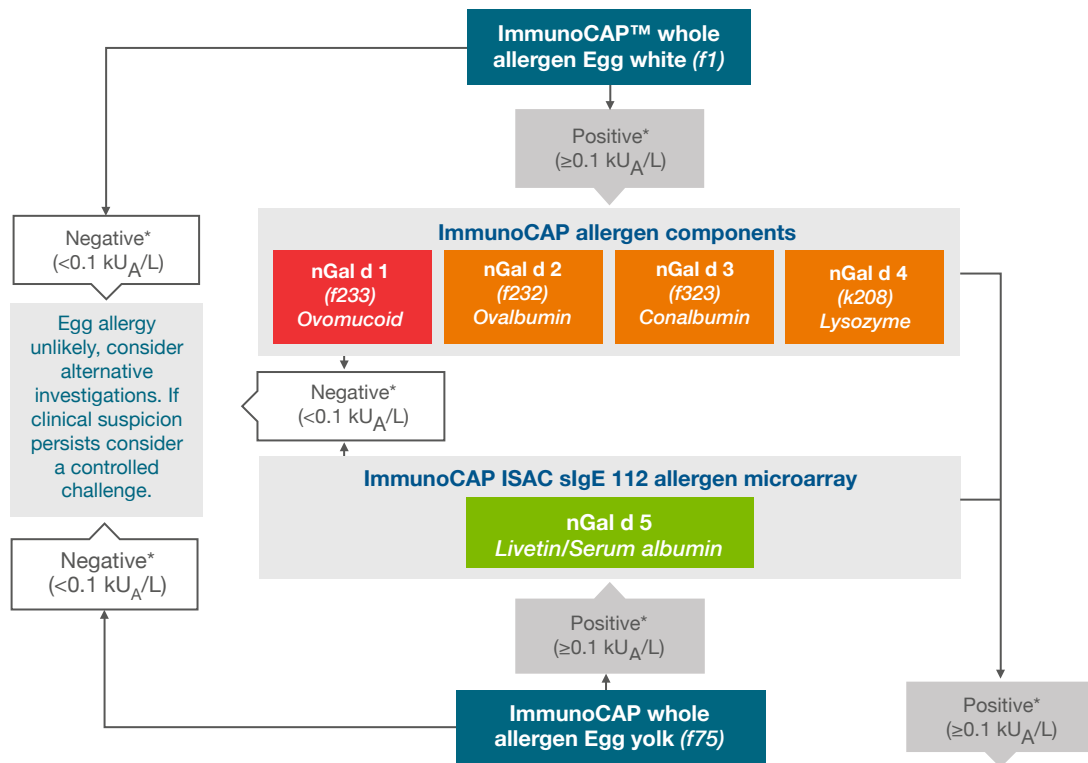 ImmunoCAP™ whole
allergen Egg white (f1)
Positive*
(≥0.1 kUA/L)
Negative*
(<0.1 kUA/L)
Egg allergy
unlikely, consider
alternative
investigations. If
clinical suspicion
persists consider
a controlled
challenge.
Negative*
(<0.1 kUA/L)
ImmunoCAP allergen components
nGal d 1
(f233)
Ovomucoid
nGal d 2
(f232)
Ovalbumin
nGal d 3
(f323)
Conalbumin
nGal d 4
(k208)
Lysozyme
Negative*
(<0.1 kUA/L)
ImmunoCAP ISAC sIgE 112 allergen microarray
nGal d 5
Livetin/Serum albumin
Positive*
(≥0.1 kUA/L)
ImmunoCAP whole
allergen Egg yolk (f75)
Positive*
(≥0.1 kUA/L)